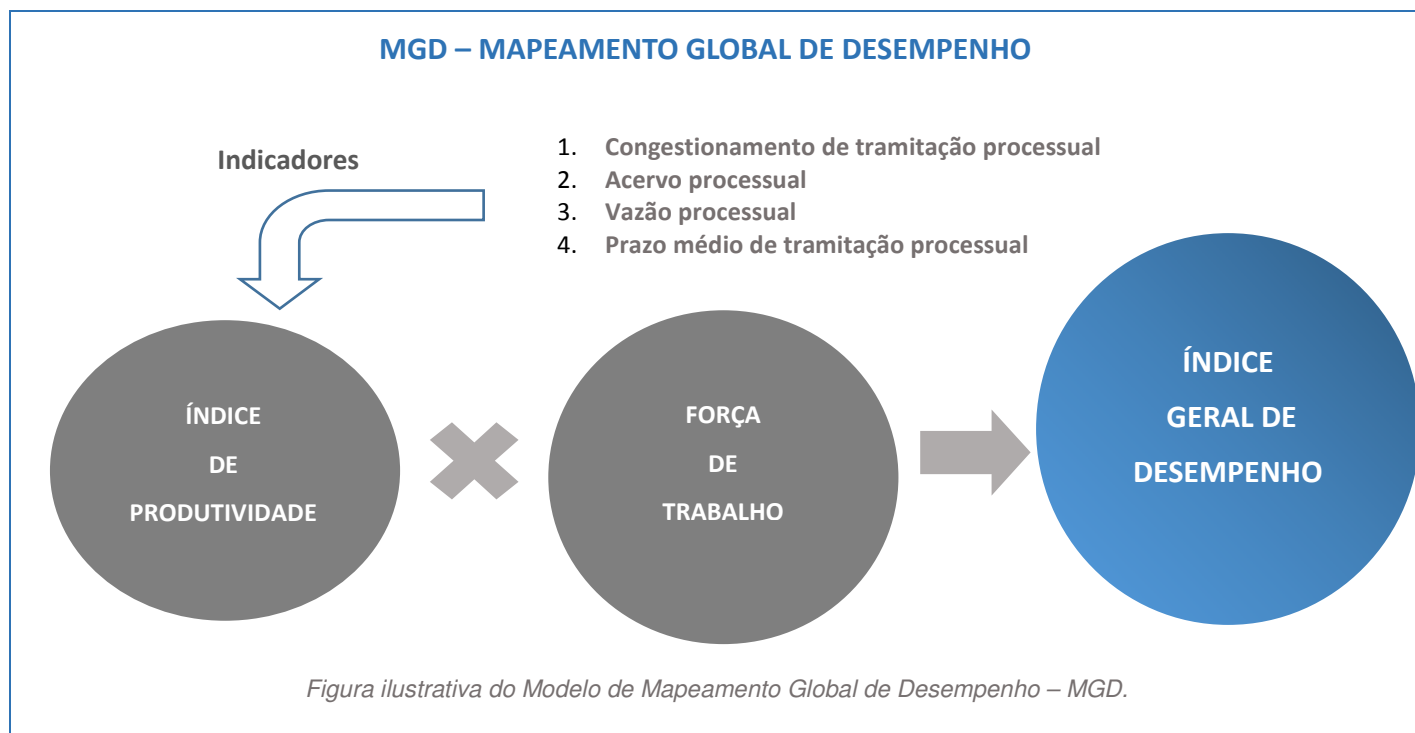 MGD – MAPEAMENTO GLOBAL DE DESEMPENHO
Indicadores
1. Congestionamento de tramitação processual
2. Acervo processual
3. Vazão processual
4. Prazo médio de tramitação processual
ÍNDICE
DE
PRODUTIVIDADE
FORÇA
DE
TRABALHO
ÍNDICE
GERAL DE
DESEMPENHO
Figura ilustrativa do Modelo de Mapeamento Global de Desempenho – MGD.